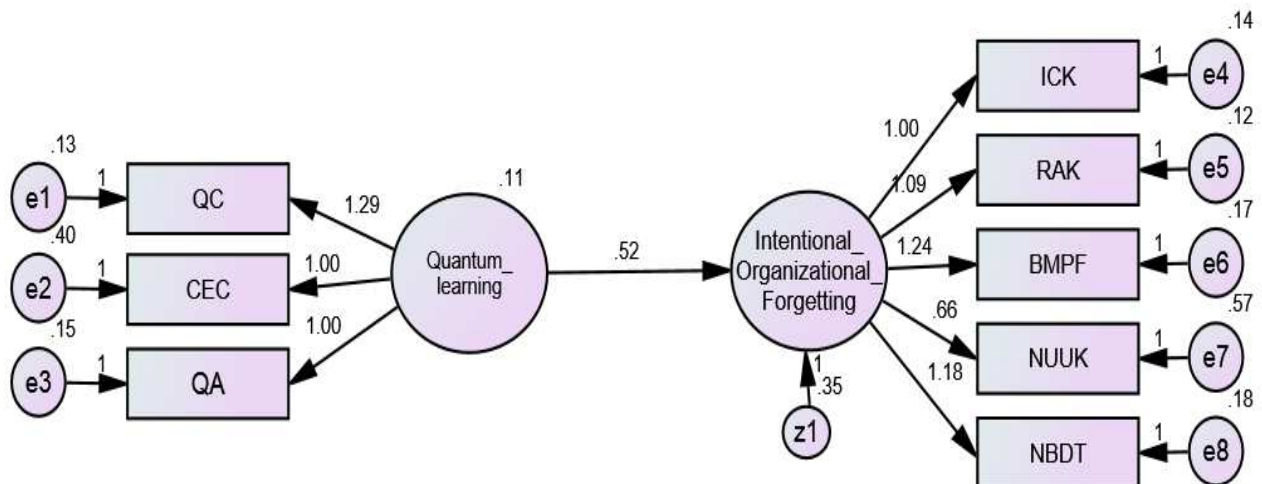 .13
e1
1
QC
1.29
.40
e2
1
CEC
1.00
.15
e3
1
QA
1.00
.11
Quantum_
learning
.52
Intentional_
Organizational_
Forgetting
1
.35
z1
1.00
ICK
1
.14
e4
1.09
RAK
1
.12
e5
1.24
BMPF
1
.17
e6
.66
NUUK
1
.57
e7
1.18
NBDT
1
.18
e8